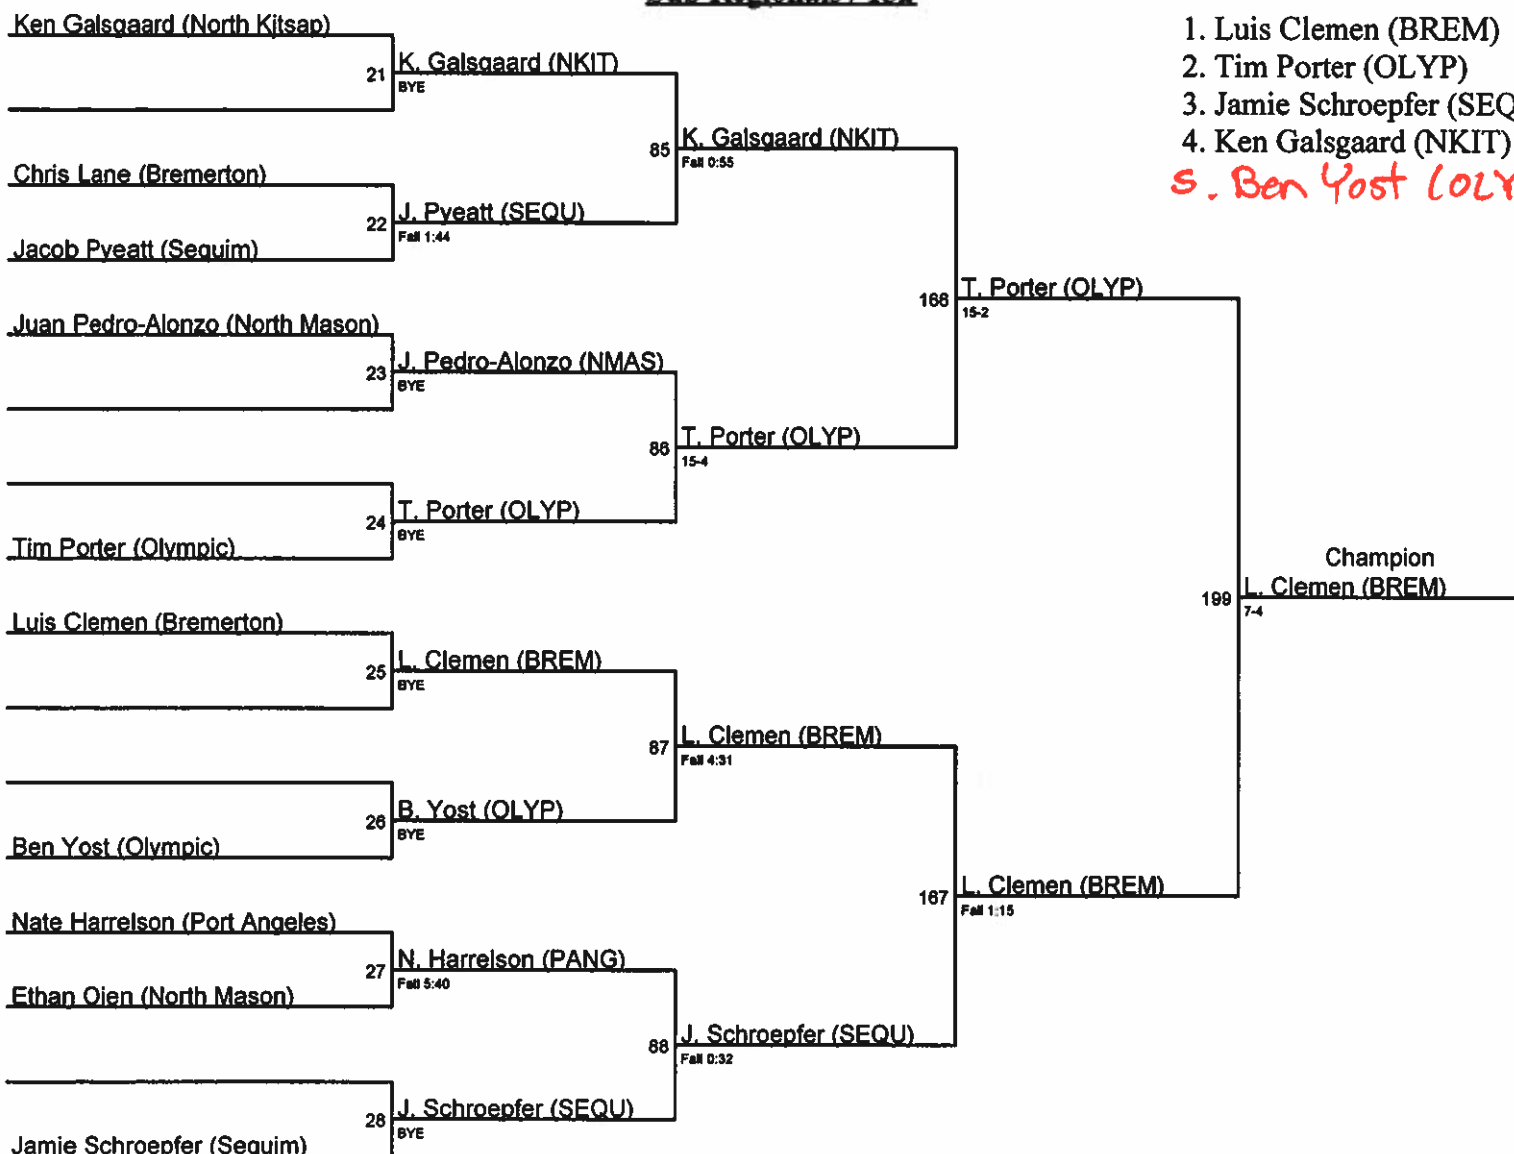 Ken Galsgaard (North Kitsap)
21 K. Galsgaard (NKIT)
BYE
85 K. Galsgaard (NKIT)
Fall 0:55
Chris Lane (Bremerton)
22 J. Pyeatt (SEQU)
Fall 1:44
Jacob Pyeatt (Sequim)
166 T. Porter (OLYP)
15-2
Juan Pedro-Alonzo (North Mason)
23 J. Pedro-Alonzo (NMAS)
BYE
86 T. Porter (OLYP)
15-4
24 T. Porter (OLYP)
BYE
Tim Porter (Olympic)
Champion
199 L. Clemen (BREM)
7-4
Luis Clemen (Bremerton)
25 L. Clemen (BREM)
BYE
87 L. Clemen (BREM)
Fall 4:31
26 B. Yost (OLYP)
BYE
Ben Yost (Olympic)
167 L. Clemen (BREM)
Fall 1:15
Nate Harrelson (Port Angeles)
27 N. Harrelson (PANG)
Fall 5:40
Ethan Oien (North Mason)
88 J. Schroepfer (SEQU)
Fall 0:32
28 J. Schroepfer (SEQU)
BYE
Jamie Schroepfer (Sequim)
1. Luis Clemen (BREM)
2. Tim Porter (OLYP)
3. Jamie Schroepfer (SEQ
4. Ken Galsgaard (NKIT)
5. Ben Yost (OLY